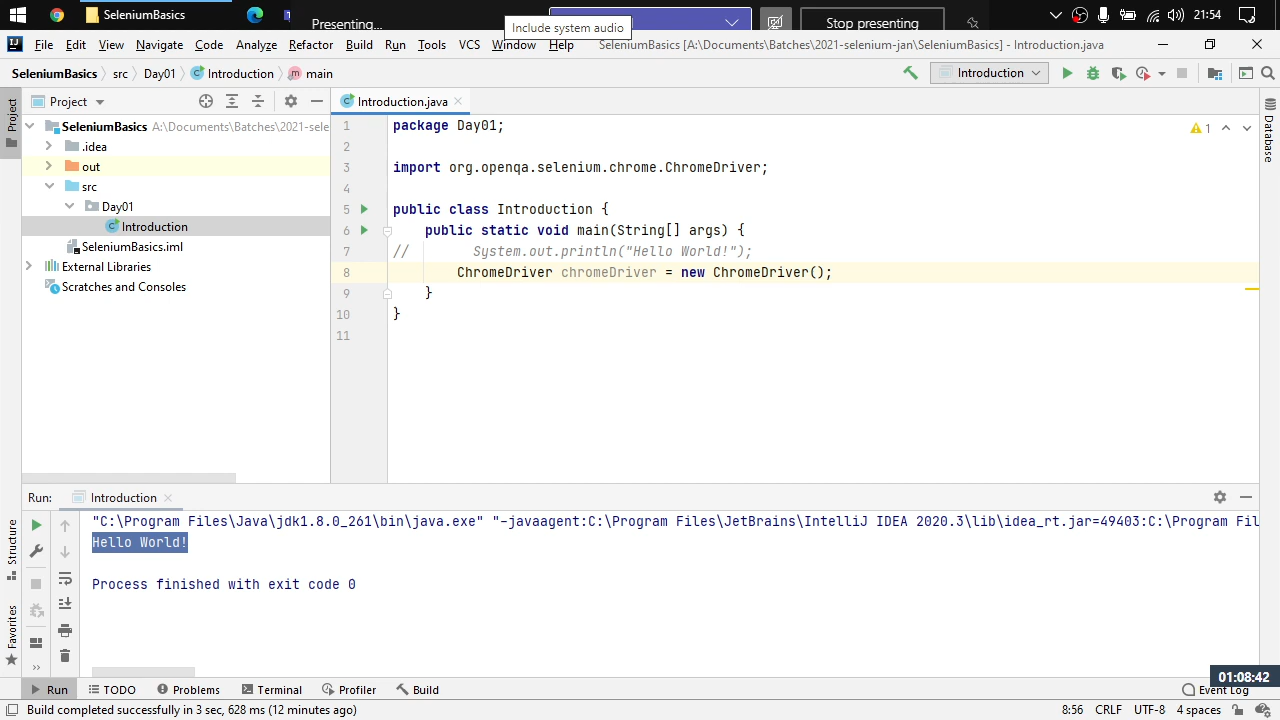 SeleniumBasics
Presenting...
Include system audio
Stop presenting
21:54
File Edit View Navigate Code Analyze Refactor Build Run Tools VCS Window Help SeleniumBasics [A:\Documents\Batches\2021-selenium-jan\SeleniumBasics] - Introduction.java
SeleniumBasics src Day01 Introduction main
Introduction
Project
Introduction.java
Project
Database
SeleniumBasics A:\Documents\Batches\2021-sele
.idea
out
src
Day01
Introduction
SeleniumBasics.iml
External Libraries
Scratches and Consoles
1 package Day01;
1
2
3 import org.openqa.selenium.chrome.ChromeDriver;
4
5 public class Introduction {
6 public static void main(String[] args) {
7 // System.out.println("Hello World!");
8 ChromeDriver chromeDriver = new ChromeDriver();
9 }
10 }
11
Run: Introduction
Structure
Favorites
"C:\Program Files\Java\jdk1.8.0_261\bin\java.exe" "-javaagent:C:\Program Files\JetBrains\IntelliJ IDEA 2020.3\lib\idea_rt.jar=49403:C:\Program Fil
Hello World!
Process finished with exit code 0
01:08:42
Run TODO Problems Terminal Profiler Build Event Log
Build completed successfully in 3 sec, 628 ms (12 minutes ago) 8:56 CRLF UTF-8 4 spaces